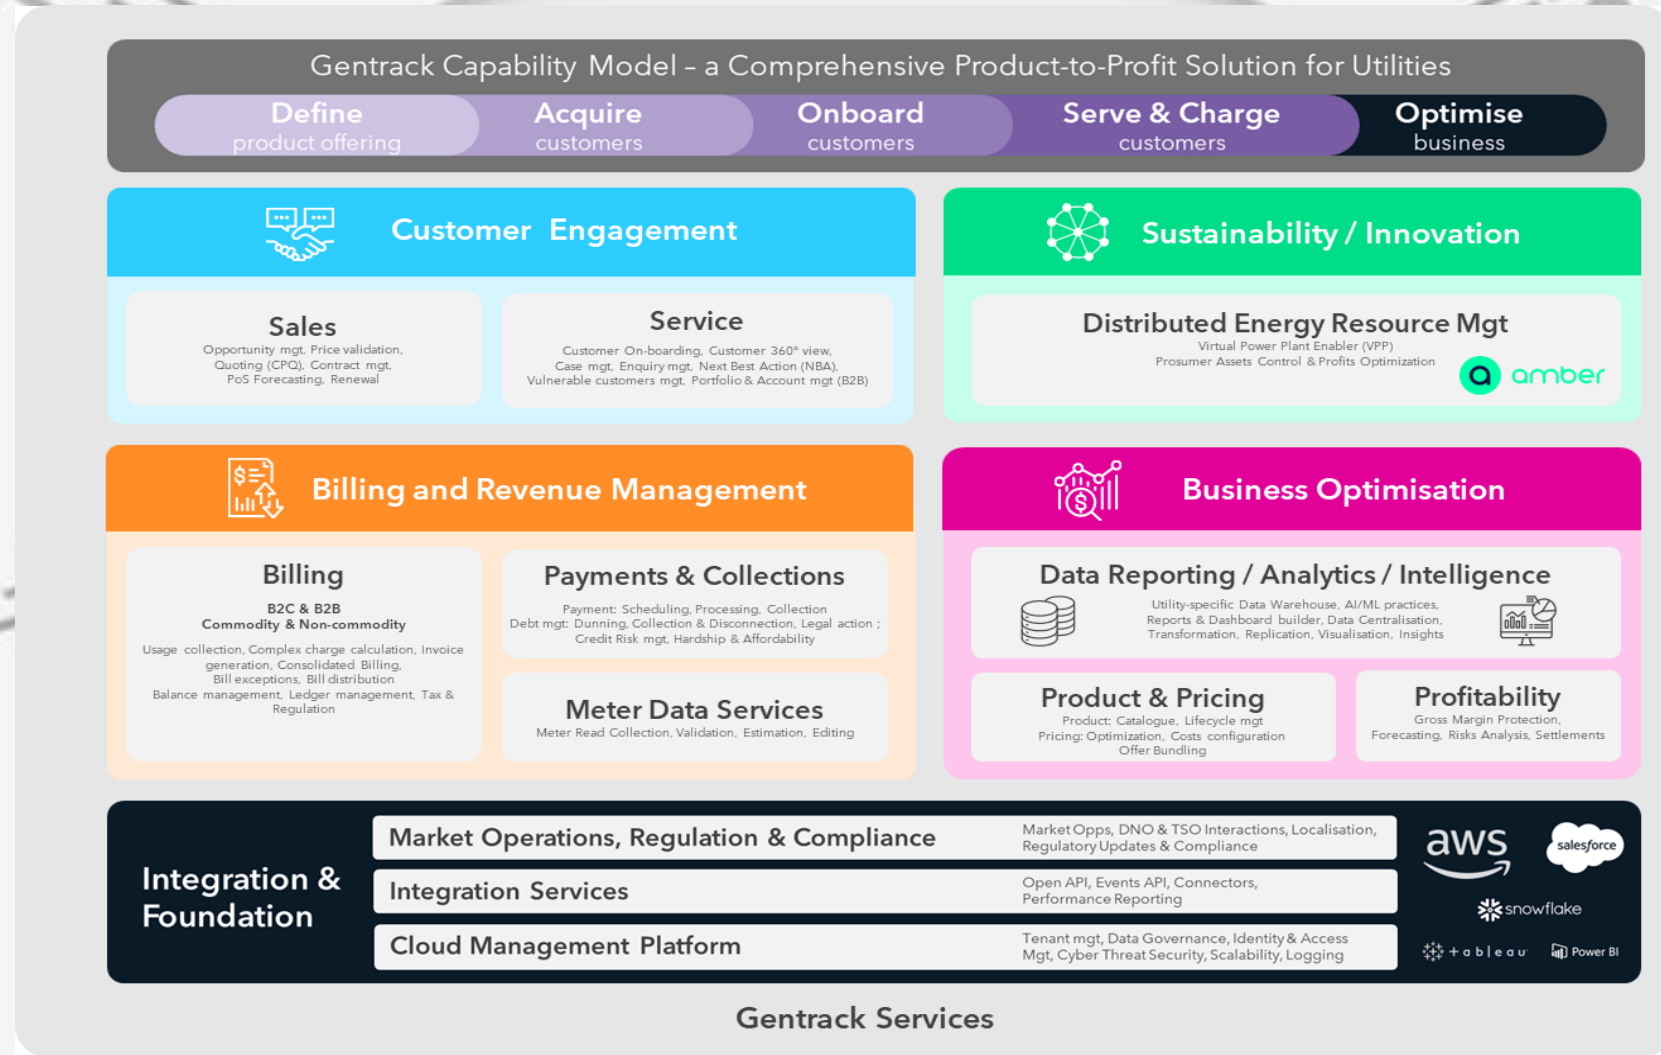 Gentrack Capability Model – a Comprehensive Product-to-Profit Solution for Utilities
Define
product offering
Acquire
customers
Onboard
customers
Serve & Charge
customers
Optimise
business
Customer Engagement
Sales
Opportunity mgt, Price validation,
Quoting (CPQ), Contract mgt,
PoS Forecasting, Renewal
Service
Customer On-boarding, Customer 360° view,
Case mgt, Enquiry mgt, Next Best Action (NBA),
Vulnerable customers mgt, Portfolio & Account mgt (B2B)
Sustainability / Innovation
Distributed Energy Resource Mgt
Virtual Power Plant Enabler (VPP)
Prosumer Assets Control & Profits Optimization
a amber
Billing and Revenue Management
Billing
B2C & B2B
Commodity & Non-commodity
Usage collection, Complex charge calculation, Invoice
generation, Consolidated Billing,
Bill exceptions, Bill distribution
Balance management, Ledger management, Tax &
Regulation
Payments & Collections
Payment: Scheduling, Processing, Collection
Debt mgt: Dunning, Collection & Disconnection, Legal action ;
Credit Risk mgt, Hardship & Affordability
Meter Data Services
Meter Read Collection, Validation, Estimation, Editing
Business Optimisation
Data Reporting / Analytics / Intelligence
Utility-specific Data Warehouse, AI/ML practices,
Reports & Dashboard builder, Data Centralisation,
Transformation, Replication, Visualisation, Insights
Product & Pricing
Product: Catalogue, Lifecycle mgt
Pricing: Optimization, Costs configuration
Offer Bundling
Profitability
Gross Margin Protection,
Forecasting, Risks Analysis, Settlements
Integration &
Foundation
Market Operations, Regulation & Compliance
Market Opps, DNO & TSO Interactions, Localisation,
Regulatory Updates & Compliance
Integration Services
Open API, Events API, Connectors,
Performance Reporting
Cloud Management Platform
Tenant mgt, Data Governance, Identity & Access
Mgt, Cyber Threat Security, Scalability, Logging
aws
salesforce
snowflake
+ableau
Power BI
Gentrack Services